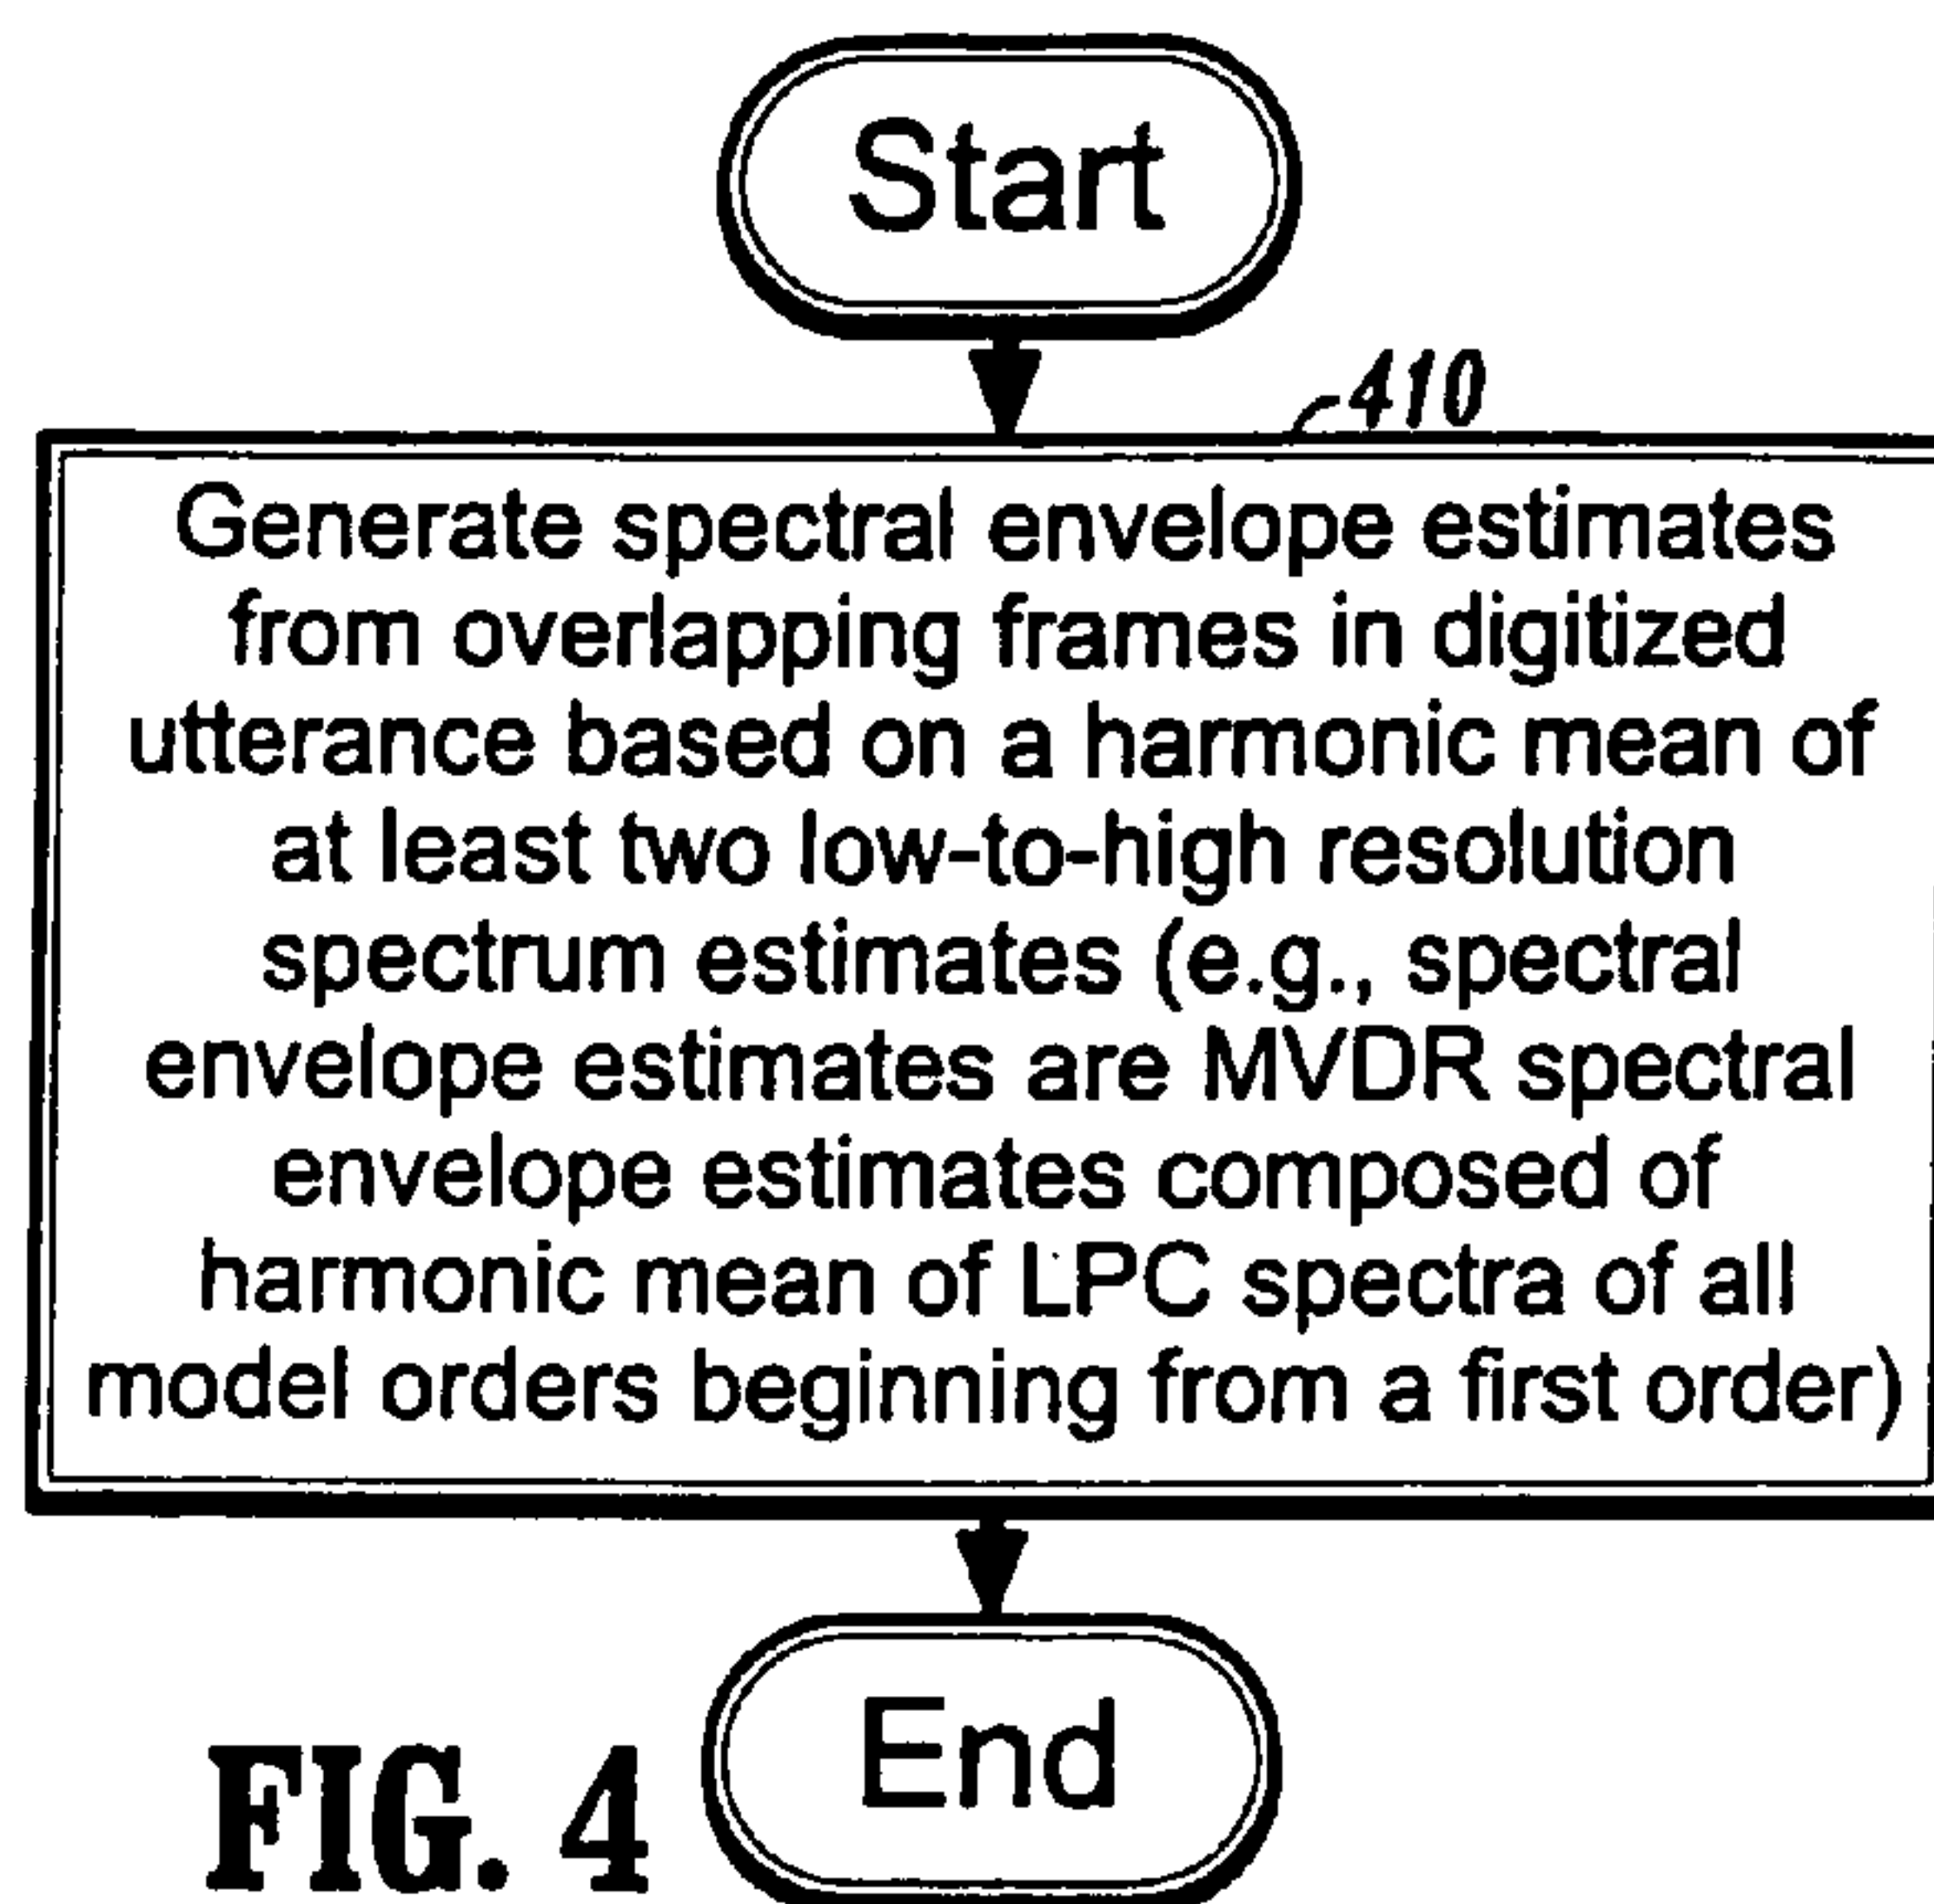 Start
410
Generate spectral envelope estimates
from overlapping frames in digitized
utterance based on a harmonic mean of
at least two low-to-high resolution
spectrum estimates (e.g., spectral
envelope estimates are MVDR spectral
envelope estimates composed of
harmonic mean of LPC spectra of all
model orders beginning from a first order)
End
FIG. 4